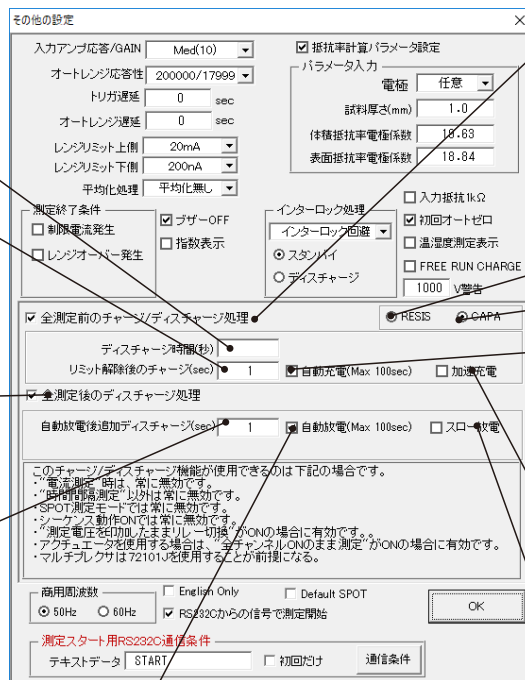 その他の設定
入力アンプ応答/GAIN Med(10)
オートレンジ応答性 200000/17999
トリガ遅延 0 sec
オートレンジ遅延 0 sec
レンジリミット上側 20mA
レンジリミット下側 200nA
平均化処理 平均化無し
抵抗率計算パラメータ設定
パラメータ入力
電極 任意
試料厚さ(mm) 1.0
体積抵抗率電極係数 19.63
表面抵抗率電極係数 18.84
測定終了条件
制限電流発生
レンジオーバー発生
ブザーOFF
指数表示
インターロック処理
インターロック回避
スタンバイ
ディスチャージ
入力抵抗1kΩ
初回オートゼロ
温湿度測定表示
FREE RUN CHARGE
1000 V警告
全測定前のチャージ/ディスチャージ処理
RESIS CAPA
ディスチャージ時間(秒)
リミット解除後のチャージ(sec) 1 自動充電(Max 100sec) 加速充電
全測定後のディスチャージ処理
自動放電後追加ディスチャージ(sec) 1 自動放電(Max 100sec) スロー放電
このチャージ/ディスチャージ機能が使用できるのは下記の場合です。
・"電流測定"時は、常に無効です。
・"時間間隔測定"以外は常に無効です。
・SPOT測定モードでは常に無効です。
・シーケンス動作ONでは常に無効です。
・"測定電圧を印加したままリレー切換"がONの場合に有効です。。
・アクチュエータを使用する場合は、"全チャンネルONのまま測定"がONの場合に有効です。
・マルチプレクサは72101Jを使用することが前提になる。
商用周波数
50Hz 60Hz
English Only Default SPOT
RS232Cからの信号で測定開始
OK
測定スタート用RS232C通信条件
テキストデータ START 初回だけ 通信条件